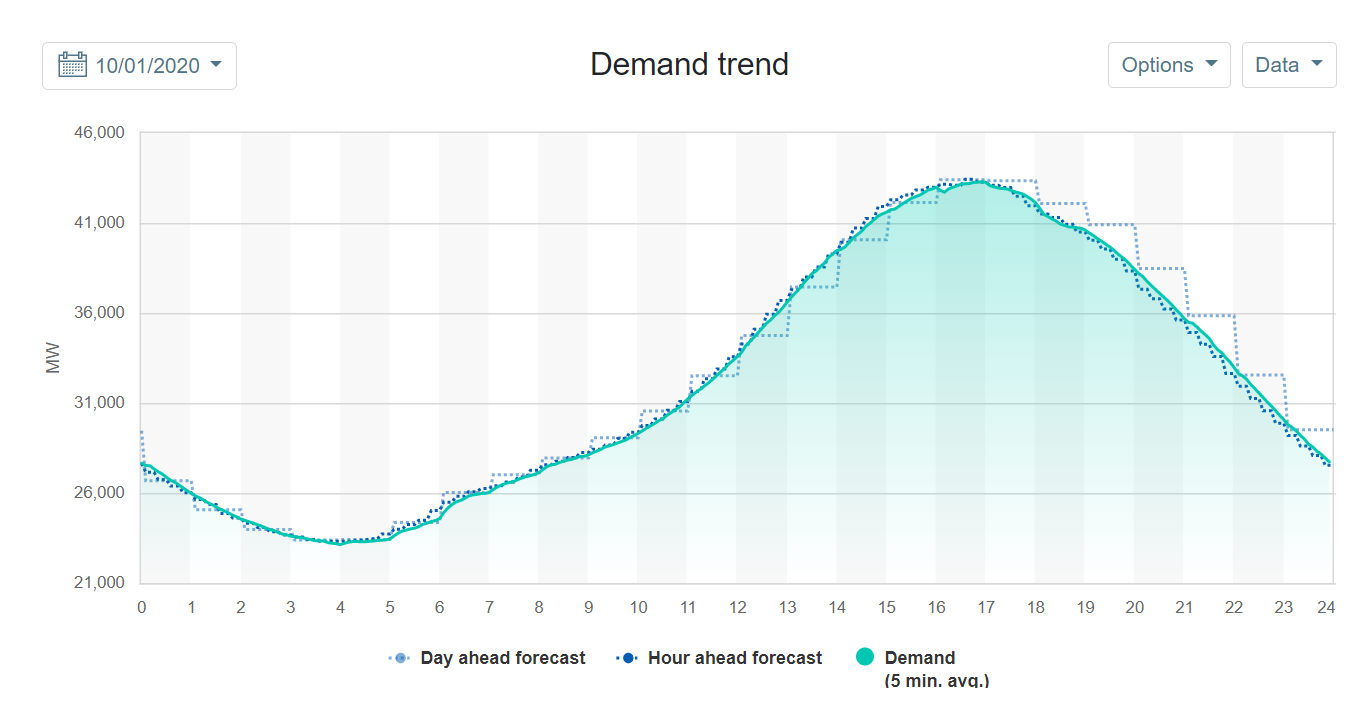 10/01/2020
Demand trend
Options
Data
46,000
41,000
36,000
31,000
26,000
21,000
MW
0 1 2 3 4 5 6 7 8 9 10 11 12 13 14 15 16 17 18 19 20 21 22 23 24
Day ahead forecast Hour ahead forecast Demand
(5 min. avg.)